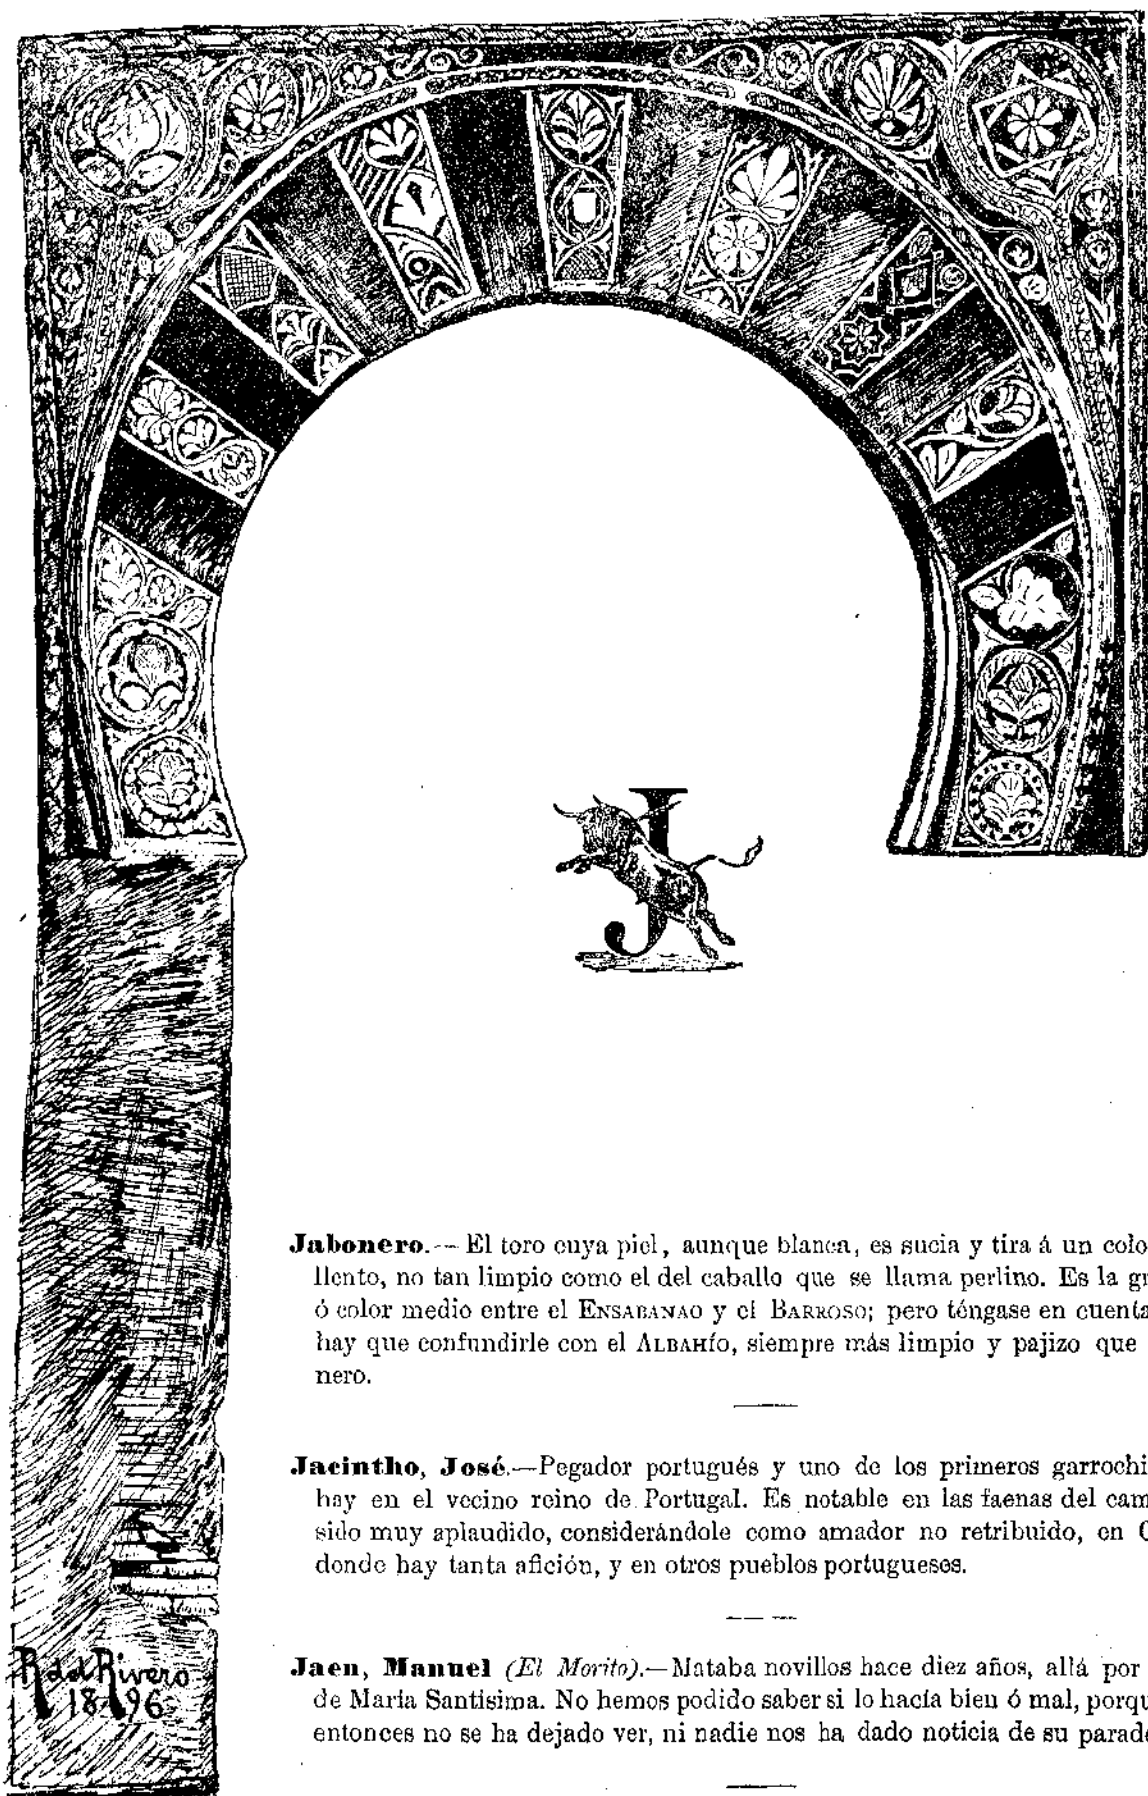 J
Jabonero.-- El toro cuya piel, aunque blanca, es sucia y tira á un colo
llento, no tan limpio como el del caballo que se llama perlino. Es la gr
ó color medio entre el ENSABANAO y el BARROSO; pero téngase en cuenta
hay que confundirle con el ALBAHÍO, siempre más limpio y pajizo que
nero.
Jacintho, José.—Pegador portugués y uno de los primeros garrochi
hay en el vecino reino de Portugal. Es notable en las faenas del cam
sido muy aplaudido, considerándole como amador no retribuido, en C
donde hay tanta afición, y en otros pueblos portugueses.
Jaen, Manuel (El Morito).—Mataba novillos hace diez años, allá por
de María Santísima. No hemos podido saber si lo hacía bien ó mal, porqu
entonces no se ha dejado ver, ni nadie nos ha dado noticia de su parade
R del Rivero
18-96